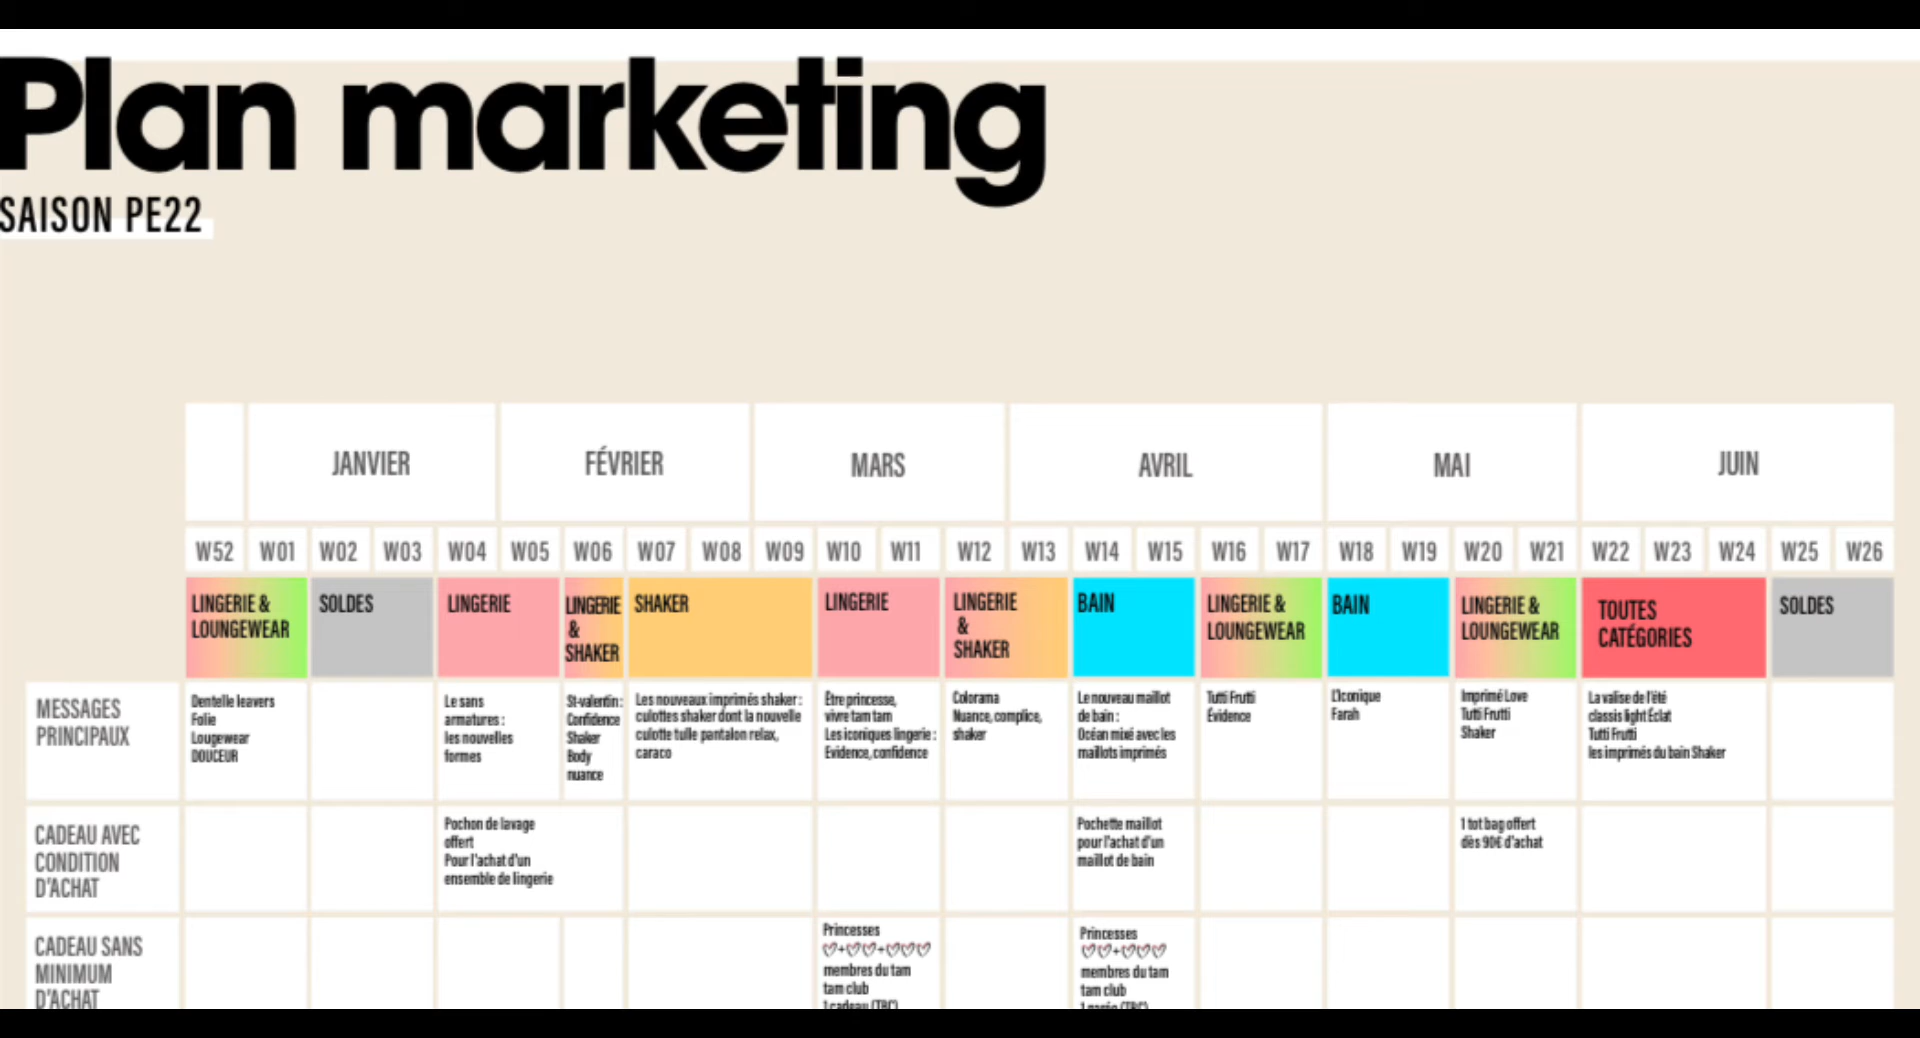 Plan marketing
SAISON PE22
JANVIER
FÉVRIER
MARS
AVRIL
MAI
JUIN
W52
W01
W02
W03
W04
W05
W06
W07
W08
W09
W10
W11
W12
W13
W14
W15
W16
W17
W18
W19
W20
W21
W22
W23
W24
W25
W26
LINGERIE &
LOUNGEWEAR
SOLDES
LINGERIE
LINGERIE
&
SHAKER
SHAKER
LINGERIE
LINGERIE
&
SHAKER
BAIN
LINGERIE &
LOUNGEWEAR
BAIN
LINGERIE &
LOUNGEWEAR
TOUTES
CATÉGORIES
SOLDES
MESSAGES
PRINCIPAUX
Dentelle leavers
Folie
Lougewear
DOUCEUR
Le sans
armatures :
les nouvelles
formes
St-valentin :
Confidence
Shaker
Body
nuance
Les nouveaux imprimés shaker :
culottes shaker dont la nouvelle
culotte tulle pantalon relax,
caraco
Être princesse,
vivre tam tam
Les iconiques lingerie :
Evidence, confidence
Colorama
Nuance, complice,
shaker
Le nouveau maillot
de bain :
Océan mixé avec les
maillots imprimés
Tutti Frutti
Évidence
L'Iconique
Farah
Imprimé Love
Tutti Frutti
Shaker
La valise de l'été
classis light Éclat
Tutti Frutti
les imprimés du bain Shaker
CADEAU AVEC
CONDITION
D'ACHAT
Pochon de lavage
offert
Pour l'achat d'un
ensemble de lingerie
Pochette maillot
pour l'achat d'un
maillot de bain
1 tot bag offert
dès 90€ d'achat
CADEAU SANS
MINIMUM
D'ACHAT
Princesses
♡+♡♡+♡♡♡
membres du tam
tam club
1 cadeau (TBC)
Princesses
♡♡+♡♡♡
membres du tam
tam club